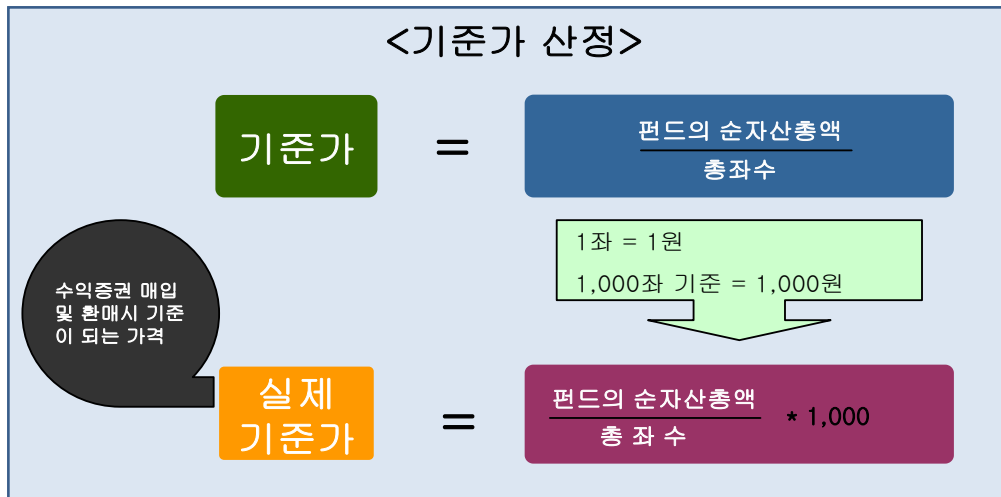 <기준가 산정>
기준가
=
펀드의 순자산총액
총좌수
1좌 = 1원
1,000좌 기준 = 1,000원
수익증권 매입
및 환매시 기준
이 되는 가격
실제
기준가
=
펀드의 순자산총액
총 좌 수
* 1,000